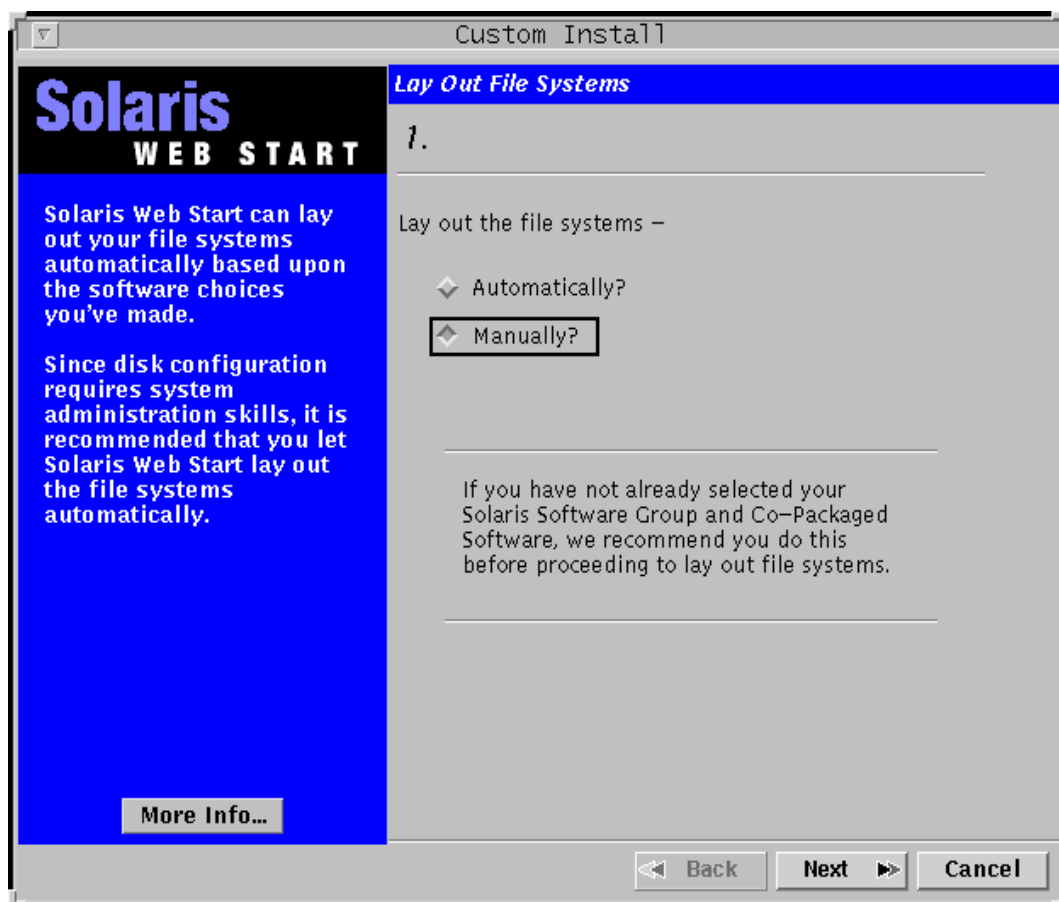 Custom Install
Solaris
WEB START
Lay Out File Systems
1.
Solaris Web Start can lay
out your file systems
automatically based upon
the software choices
you've made.
Since disk configuration
requires system
administration skills, it is
recommended that you let
Solaris Web Start lay out
the file systems
automatically.
More Info...
Lay out the file systems –
Automatically?
Manually?
If you have not already selected your
Solaris Software Group and Co–Packaged
Software, we recommend you do this
before proceeding to lay out file systems.
Back
Next
Cancel